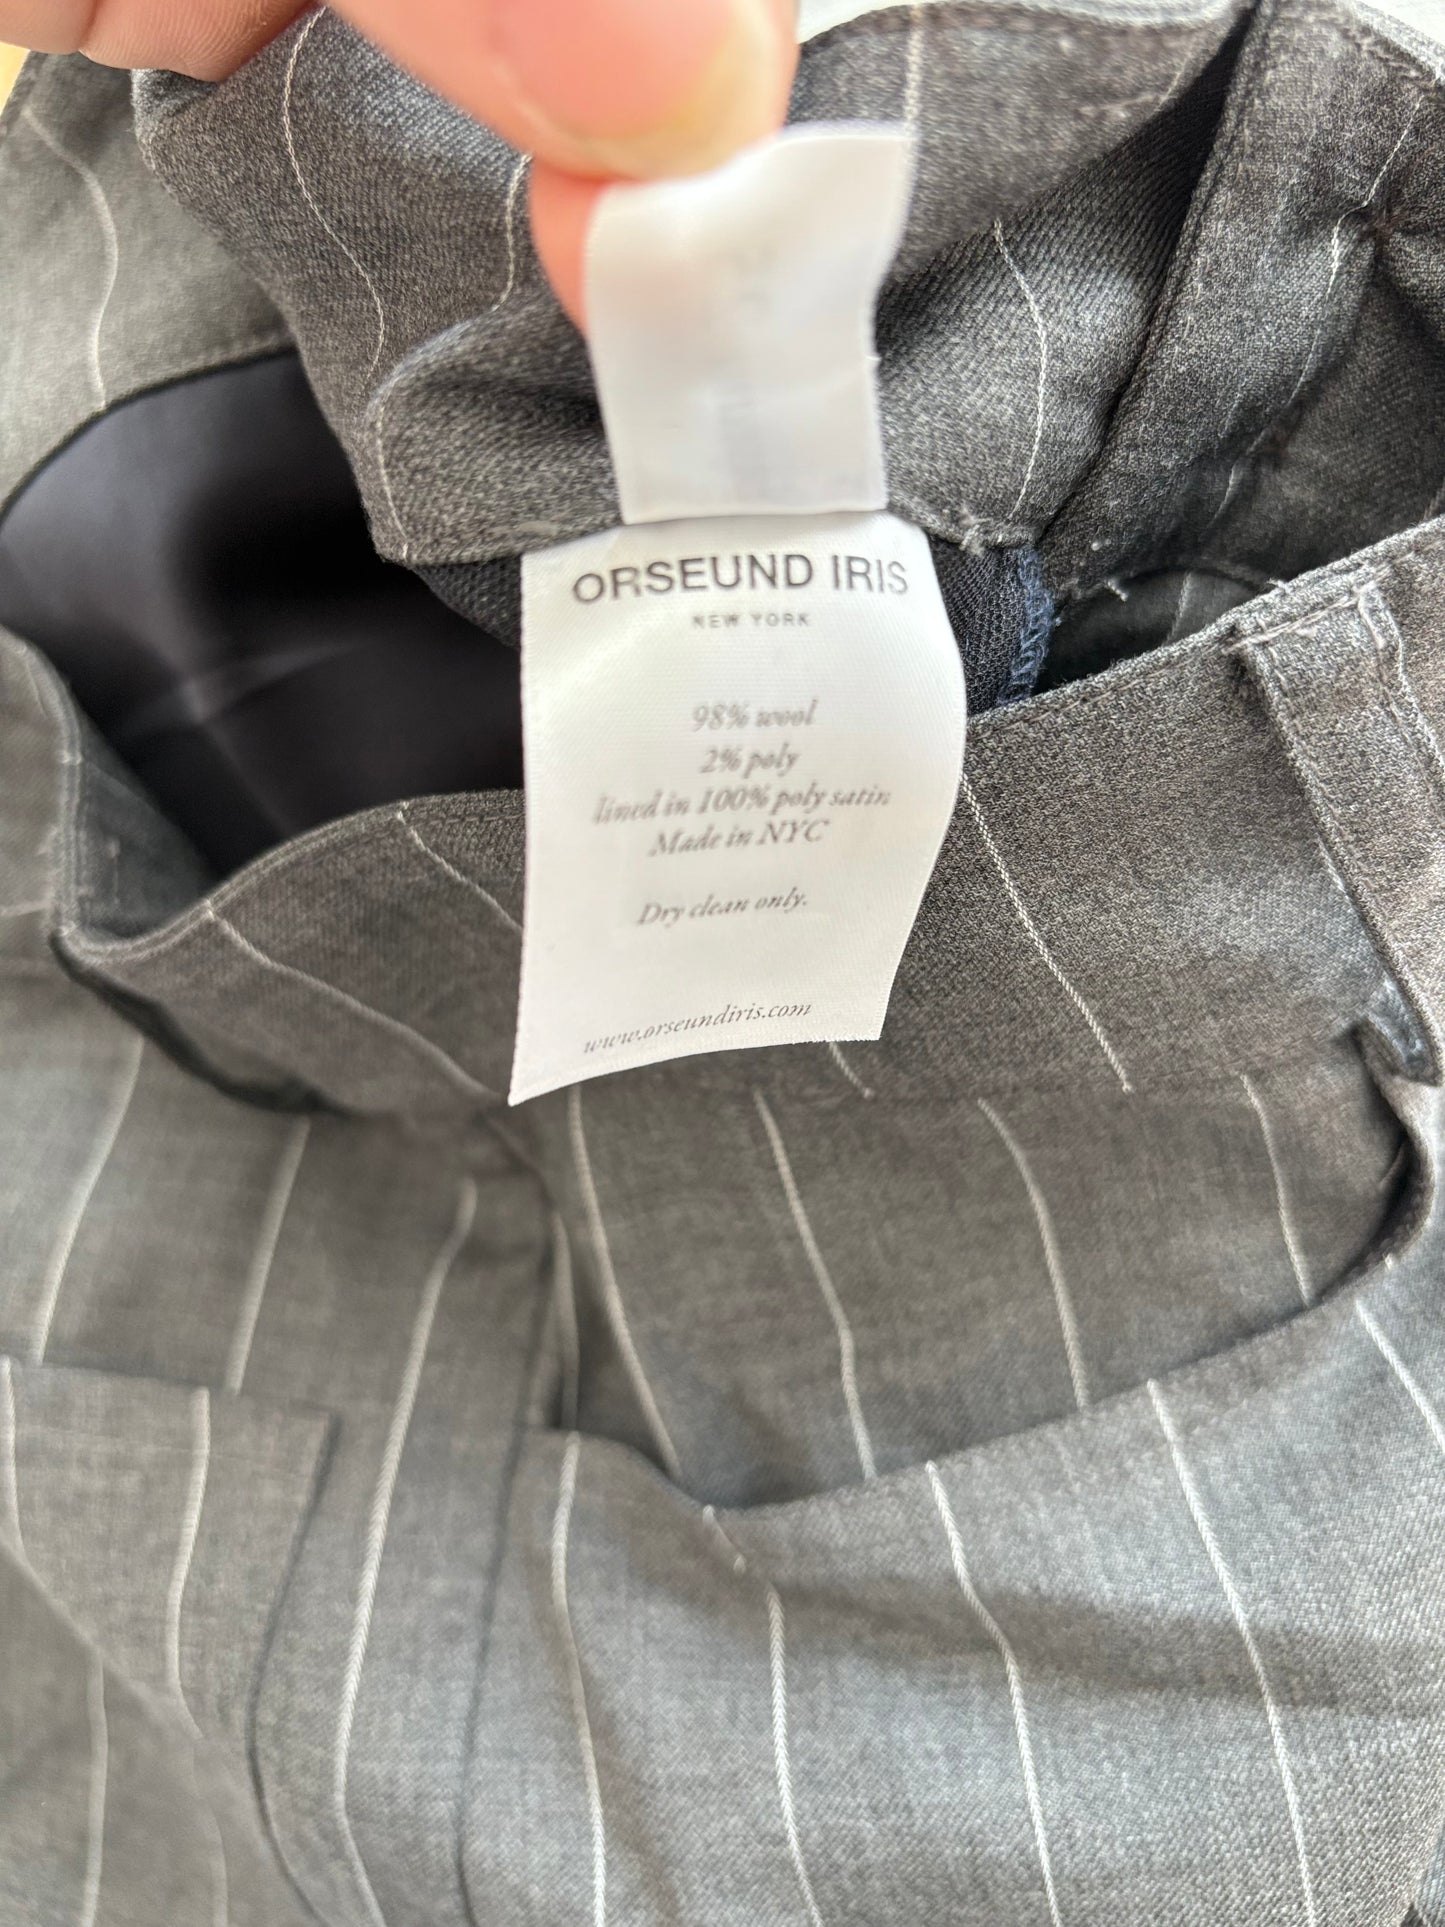 ORSEUND IRIS
NEW YORK
98% wool
2% poly
lined in 100% poly satin
Made in NYC
Dry clean only.
www.orseundiris.com